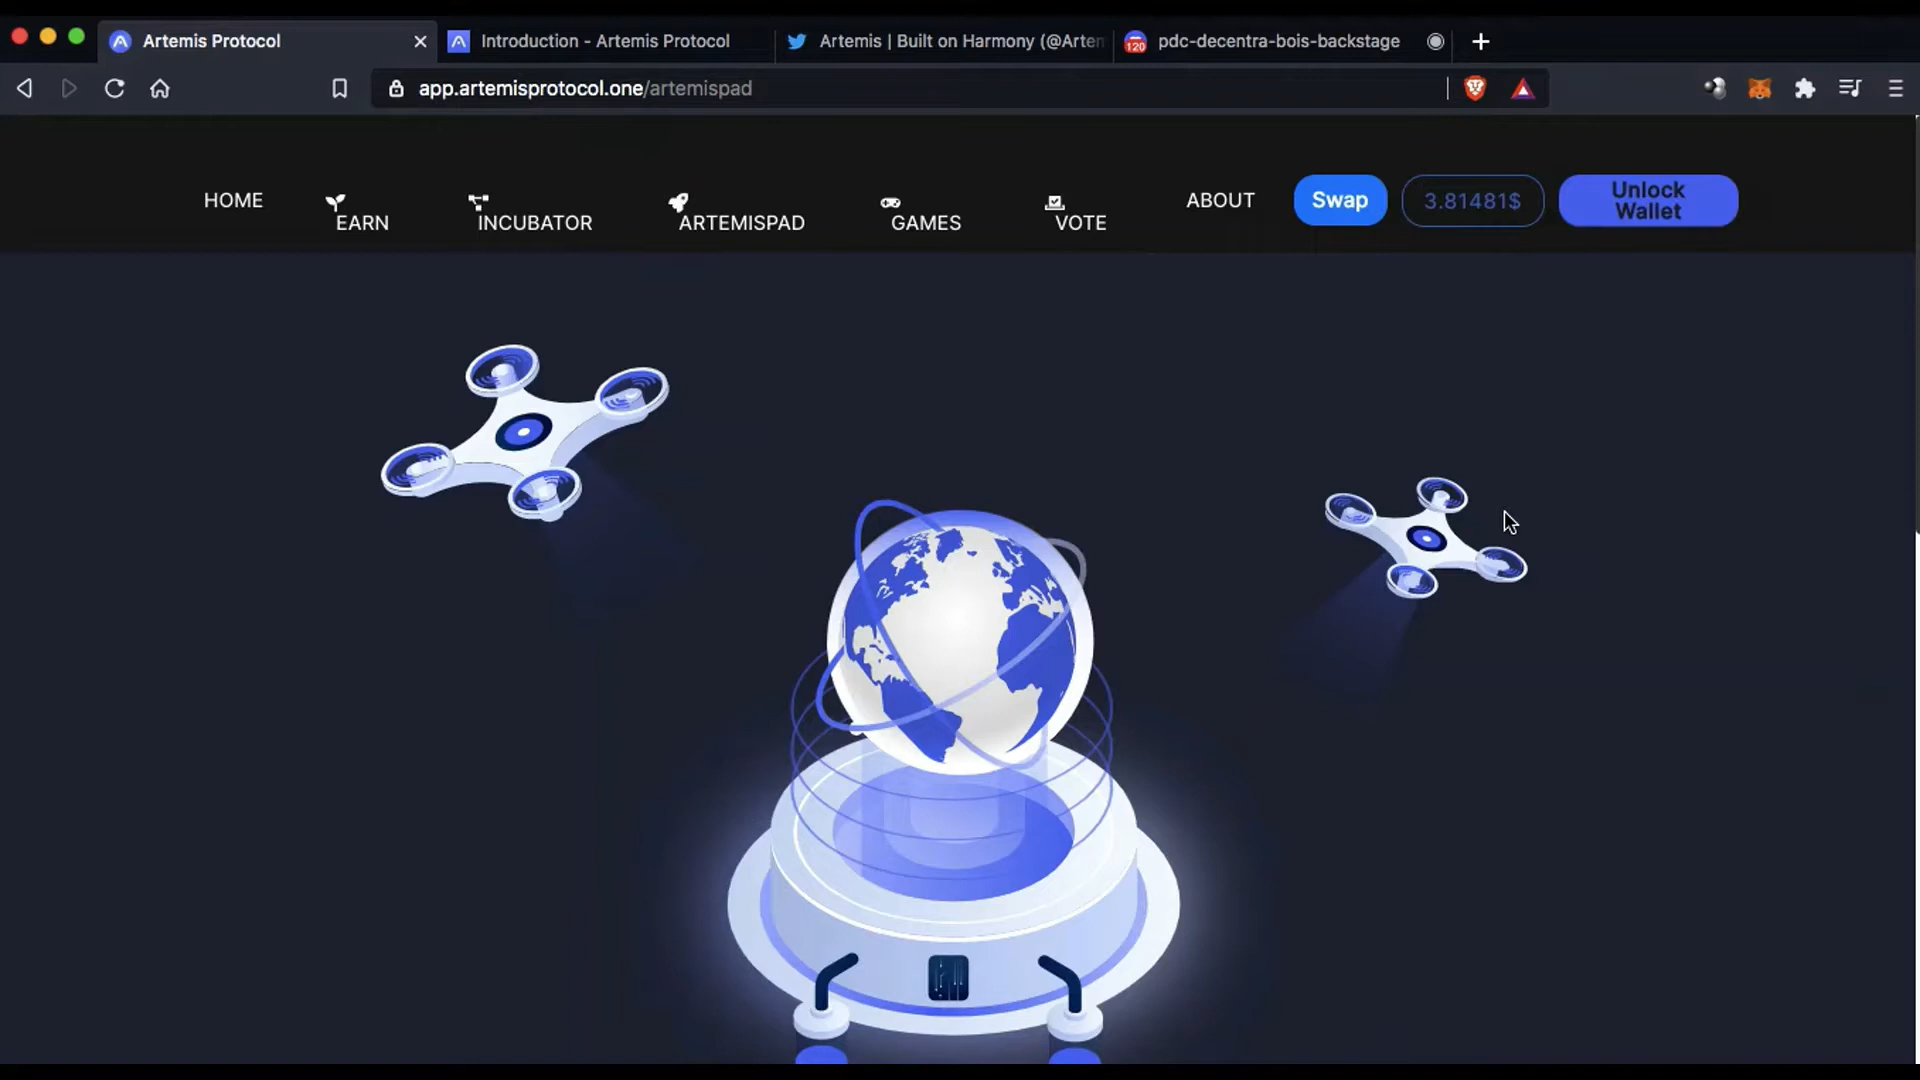 Artemis Protocol
Introduction - Artemis Protocol
Artemis | Built on Harmony (@Artem
pdc-decentra-bois-backstage
120
app.artemisprotocol.one/artemispad
HOME
EARN
INCUBATOR
ARTEMISPAD
GAMES
VOTE
ABOUT
Swap
3.81481$
Unlock
Wallet